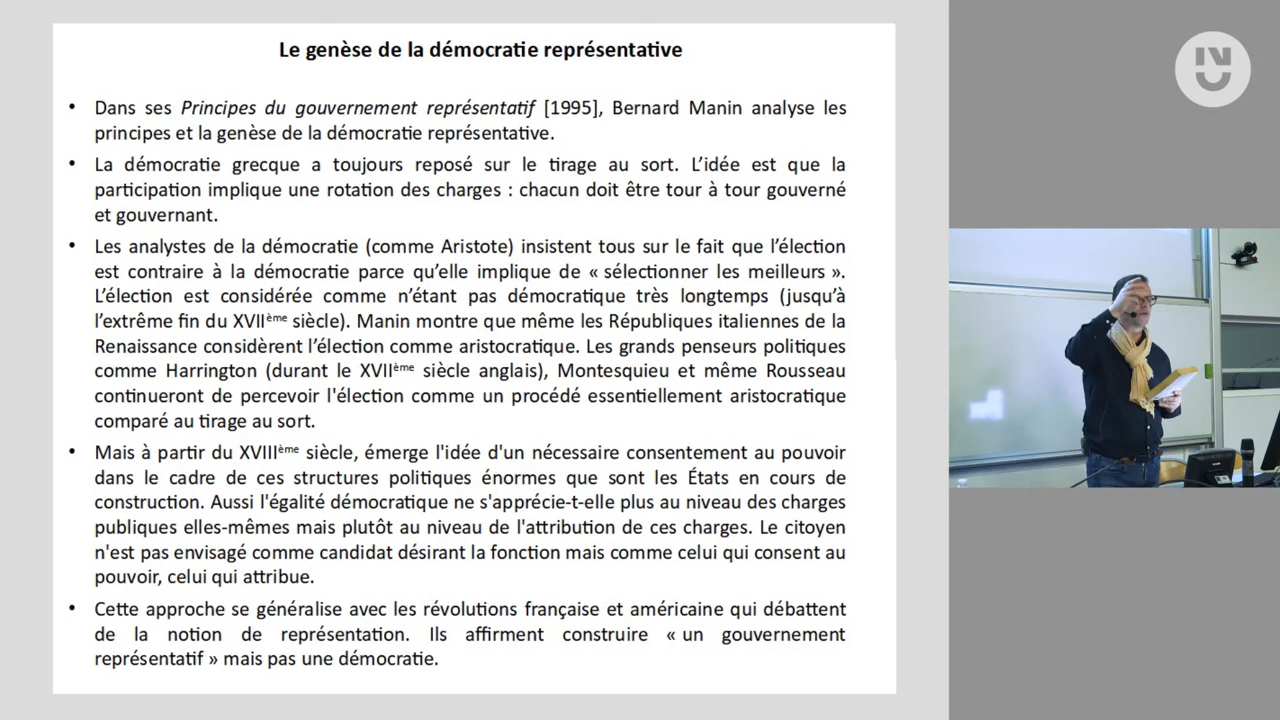 Le genèse de la démocratie représentative
• Dans ses Principes du gouvernement représentatif [1995], Bernard Manin analyse les
principes et la genèse de la démocratie représentative.
• La démocratie grecque a toujours reposé sur le tirage au sort. L’idée est que la
participation implique une rotation des charges : chacun doit être tour à tour gouverné
et gouvernant.
• Les analystes de la démocratie (comme Aristote) insistent tous sur le fait que l’élection
est contraire à la démocratie parce qu’elle implique de « sélectionner les meilleurs ».
L’élection est considérée comme n’étant pas démocratique très longtemps (jusqu’à
l’extrême fin du XVIIème siècle). Manin montre que même les Républiques italiennes de la
Renaissance considèrent l’élection comme aristocratique. Les grands penseurs politiques
comme Harrington (durant le XVIIème siècle anglais), Montesquieu et même Rousseau
continueront de percevoir l'élection comme un procédé essentiellement aristocratique
comparé au tirage au sort.
• Mais à partir du XVIIIème siècle, émerge l'idée d'un nécessaire consentement au pouvoir
dans le cadre de ces structures politiques énormes que sont les États en cours de
construction. Aussi l'égalité démocratique ne s'apprécie-t-elle plus au niveau des charges
publiques elles-mêmes mais plutôt au niveau de l'attribution de ces charges. Le citoyen
n'est pas envisagé comme candidat désirant la fonction mais comme celui qui consent au
pouvoir, celui qui attribue.
• Cette approche se généralise avec les révolutions française et américaine qui débattent
de la notion de représentation. Ils affirment construire « un gouvernement
représentatif » mais pas une démocratie.